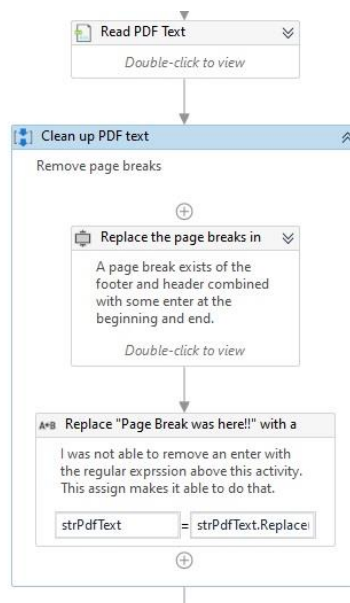 Read PDF Text
Double-click to view
Clean up PDF text
Remove page breaks
Replace the page breaks in
A page break exists of the
footer and header combined
with some enter at the
beginning and end.
Double-click to view
A+B Replace "Page Break was here!!" with a
I was not able to remove an enter with
the regular exprssion above this activity.
This assign makes it able to do that.
strPdfText = strPdfText.Replace(